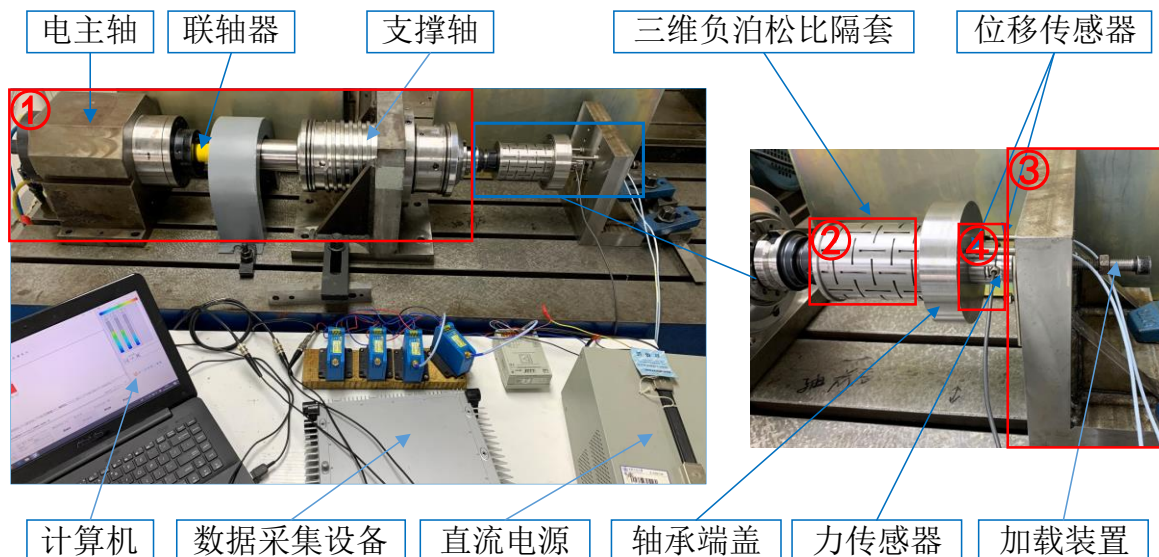 电主轴
联轴器
支撑轴
三维负泊松比隔套
位移传感器
①
②
③
④
计算机
数据采集设备
直流电源
轴承端盖
力传感器
加载装置